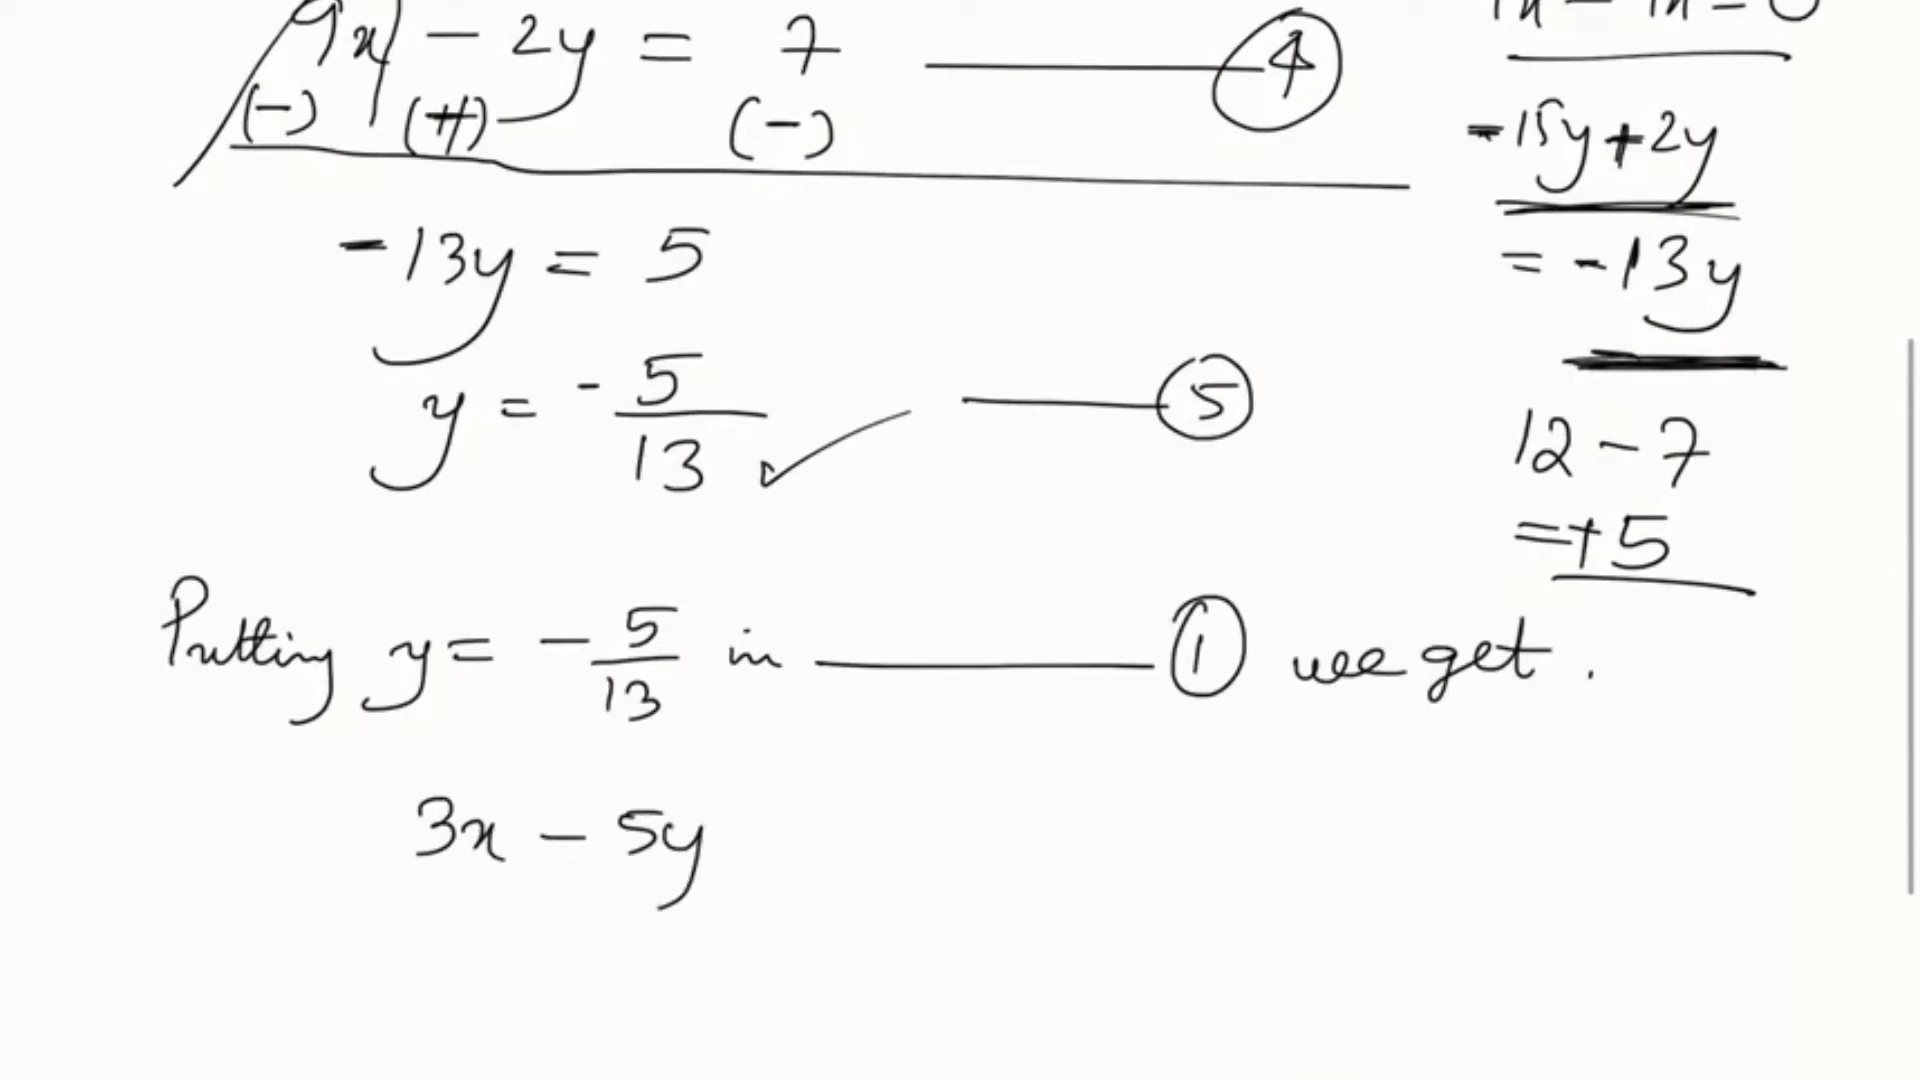 9x - 2y = 7 ④
(-) (+) (-)
-13y = 5
y = -5/13 ✓ ⑤
Putting y = -5/13 in ① we get .
3x - 5y
-15y + 2y
= -13y
12 - 7
= +5